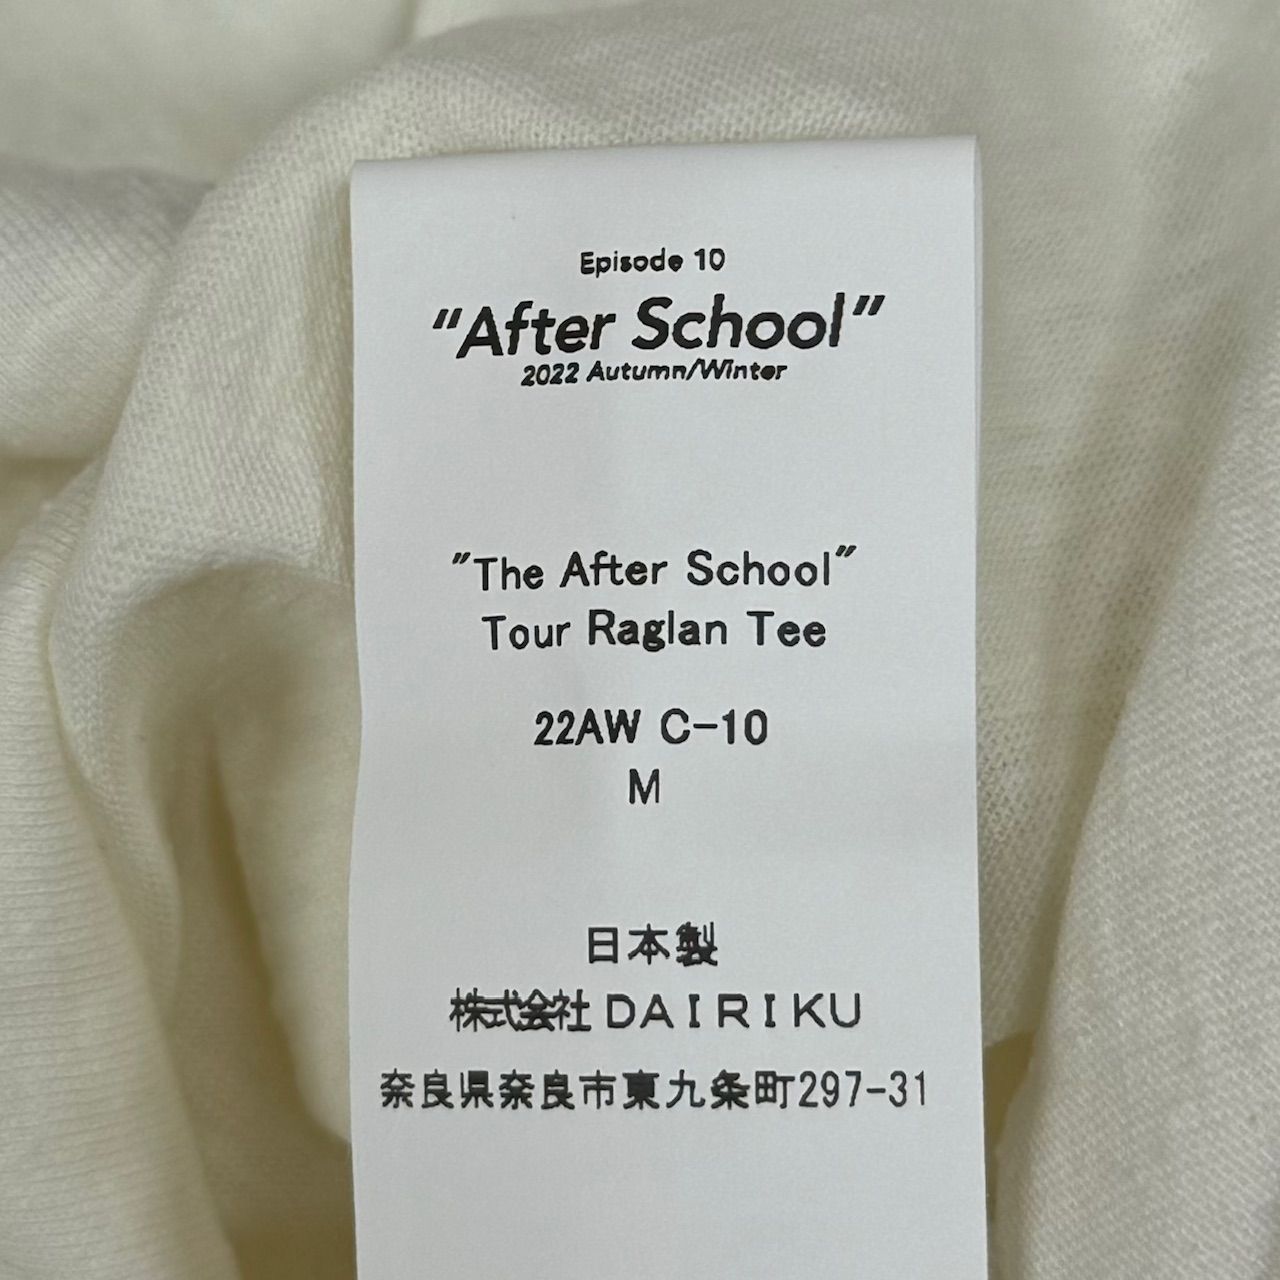 Episode 10
"After School"
2022 Autumn/Winter
"The After School"
Tour Raglan Tee
22AW C-10
M
日本製
株式会社 DAIRIKU
奈良県奈良市東九条町297-31